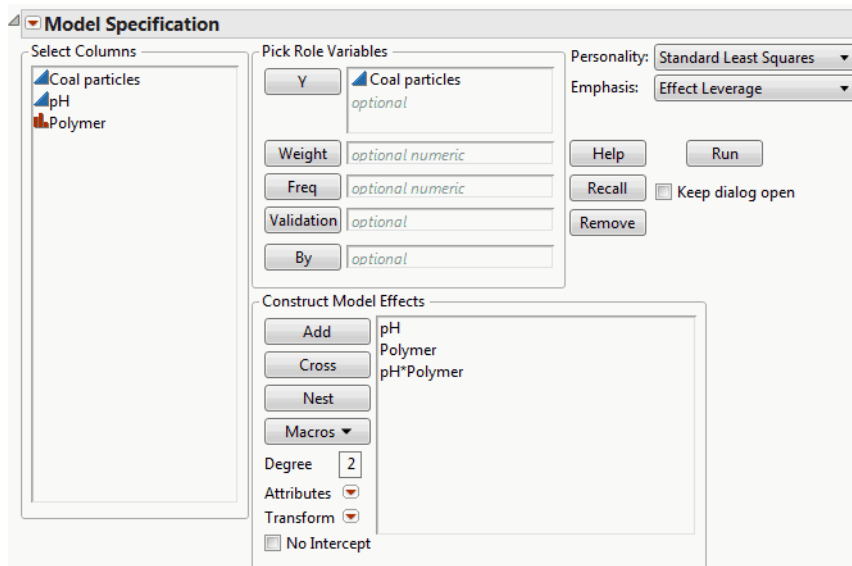 Model Specification
Select Columns
Coal particles
pH
Polymer
Pick Role Variables
Y
Coal particles
optional
Weight
optional numeric
Freq
optional numeric
Validation
optional
By
optional
Personality:
Standard Least Squares
Emphasis:
Effect Leverage
Help
Run
Recall
Keep dialog open
Remove
Construct Model Effects
Add
Cross
Nest
Macros
Degree
2
Attributes
Transform
No Intercept
pH
Polymer
pH*Polymer